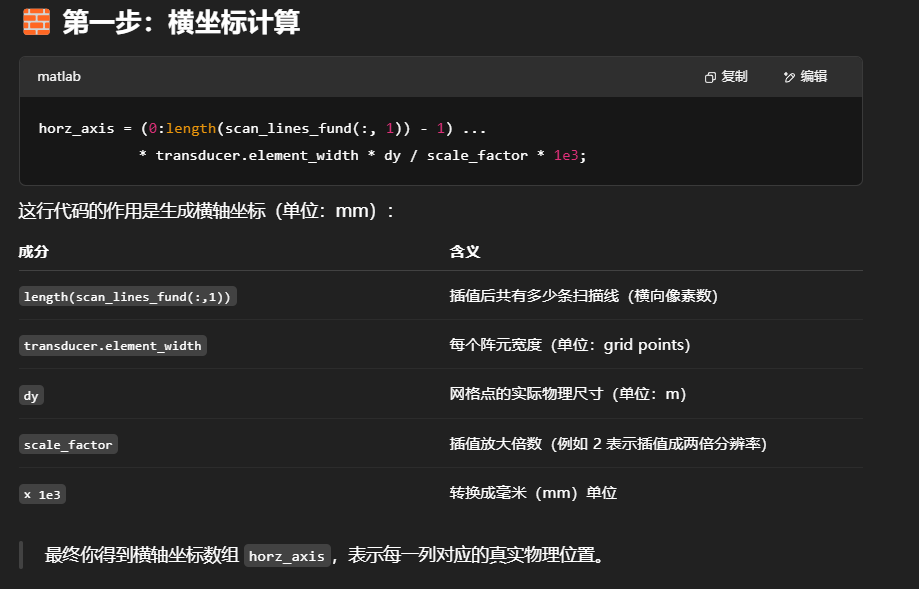 第一步：横坐标计算
matlab 复制 编辑
horz_axis = (0:length(scan_lines_fund(:, 1)) - 1) ...
* transducer.element_width * dy / scale_factor * 1e3;
这行代码的作用是生成横轴坐标（单位：mm）：
成分 含义
length(scan_lines_fund(:,1)) 插值后共有多少条扫描线（横向像素数）
transducer.element_width 每个阵元宽度（单位：grid points）
dy 网格点的实际物理尺寸（单位：m）
scale_factor 插值放大倍数（例如 2 表示插值成两倍分辨率）
x 1e3 转换成毫米（mm）单位
最终你得到横轴坐标数组 horz_axis，表示每一列对应的真实物理位置。